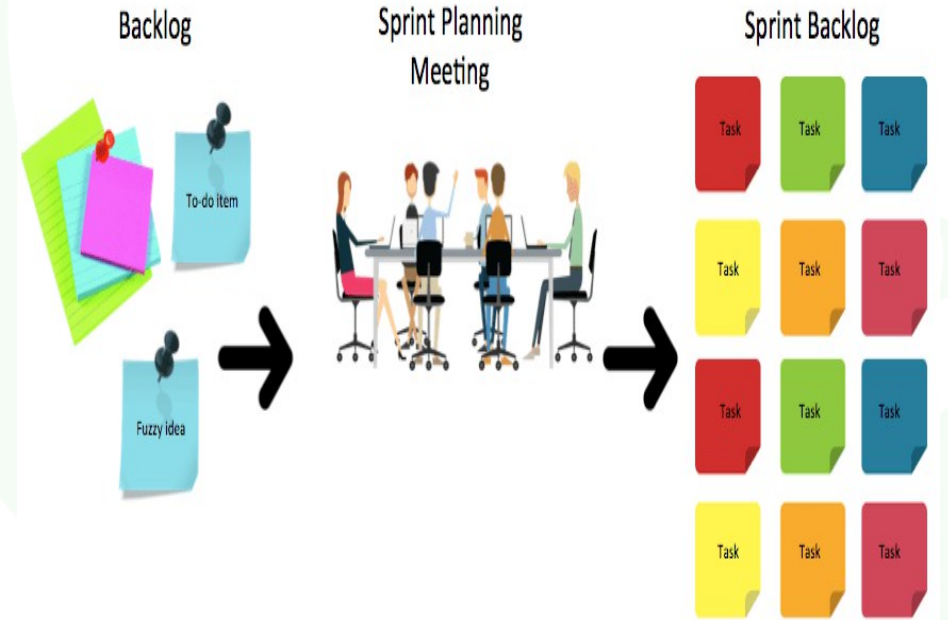 Backlog
Sprint Planning
Meeting
Sprint Backlog
To-do item
Fuzzy idea
Task
Task
Task
Task
Task
Task
Task
Task
Task
Task
Task
Task